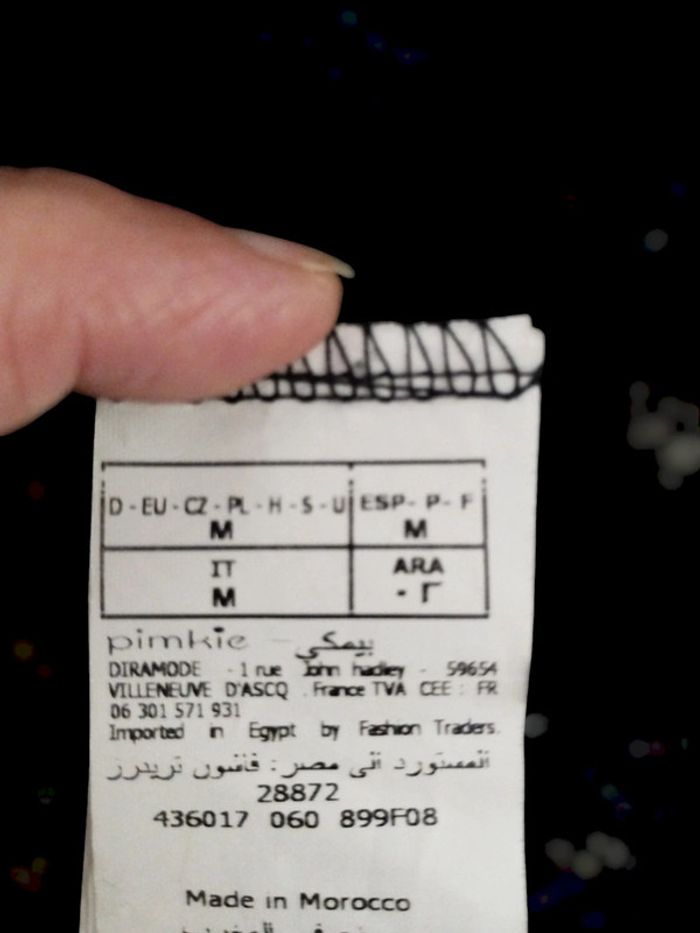 D - EU - CZ - PL - H - S - U ESP - P - F
M M
IT ARA
M ٠٢
pimkie - بيمكي
DIRAMODE - 1 rue John hadley - 59654
VILLENEUVE D'ASCQ . France TVA CEE : FR
06 301 571 931
Imported in Egypt by Fashion Traders.
المستورد الى مصر : فاشون تريدرز
28872
436017 060 899F08
Made in Morocco